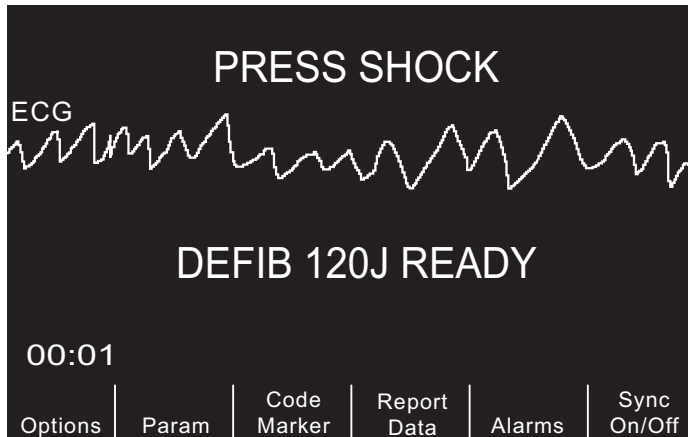 PRESS SHOCK
ECG
DEFIB 120J READY
00:01
Options
Param
Code
Marker
Report
Data
Alarms
Sync
On/Off